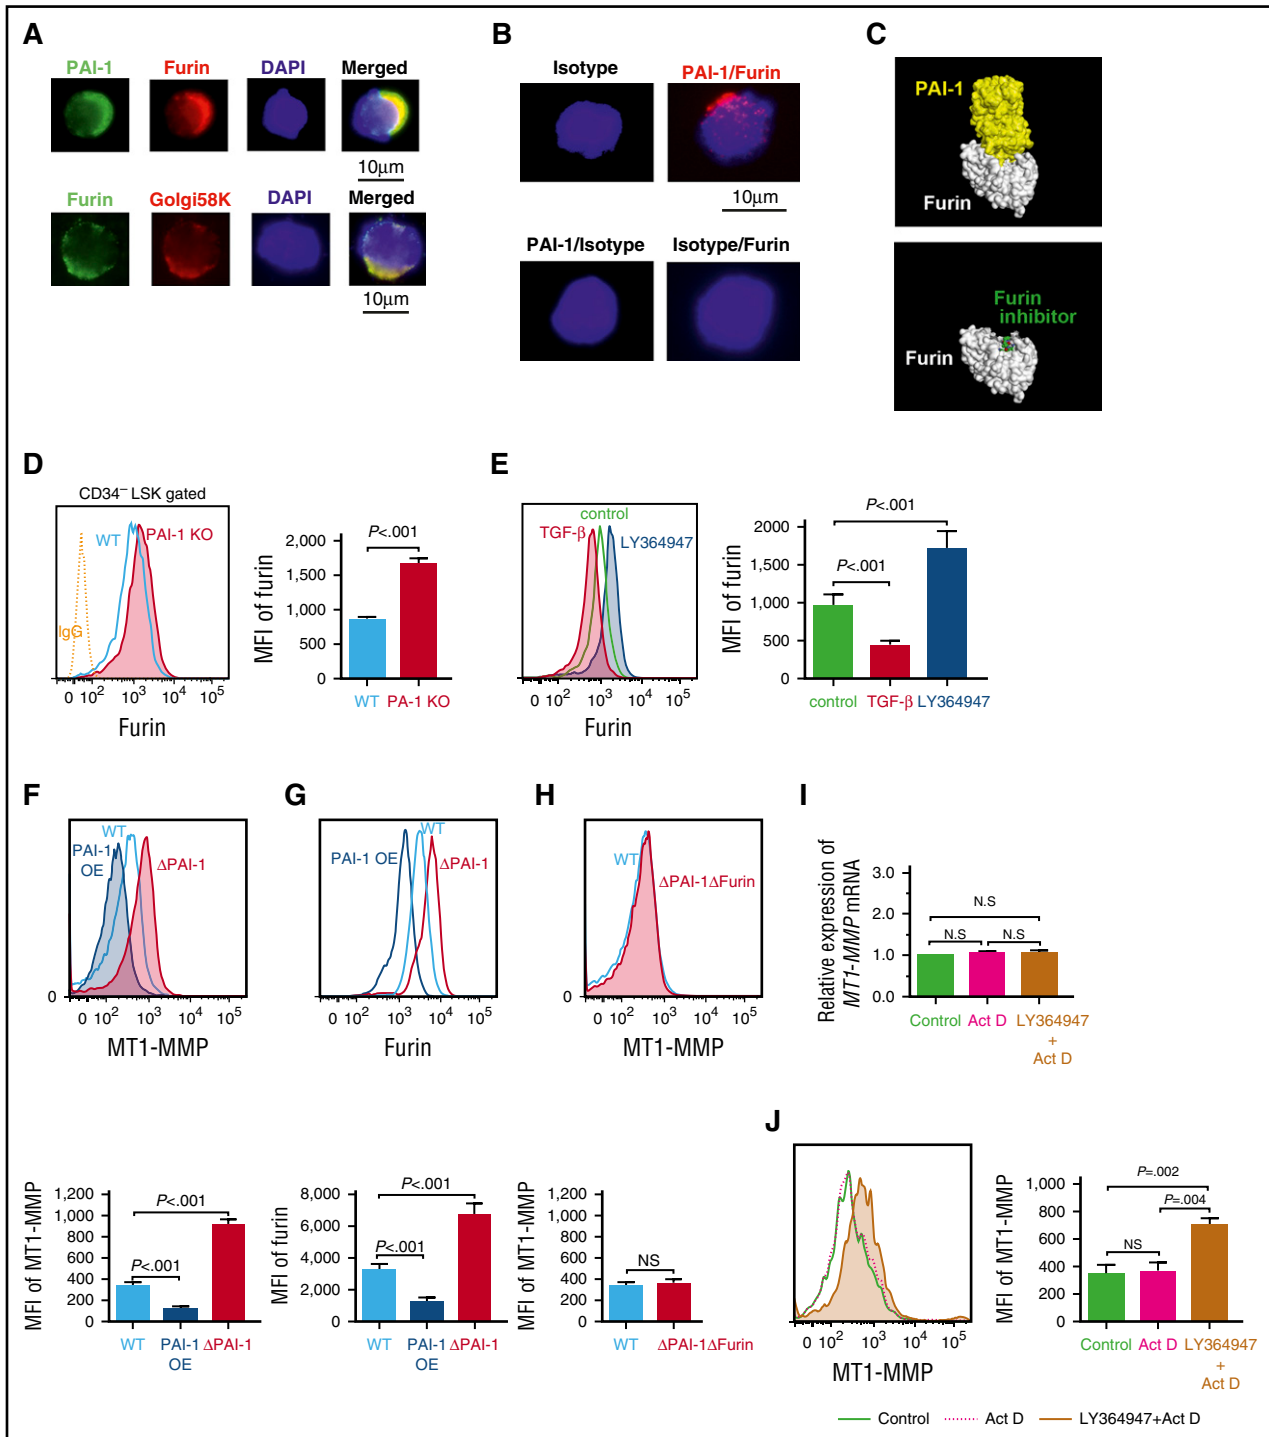 A
PAI-1 Furin DAPI Merged
10µm
Furin Golgi58K DAPI Merged
10µm
B
Isotype PAI-1/Furin
10µm
PAI-1/Isotype Isotype/Furin
C
PAI-1
Furin
Furin
inhibitor
Furin
D
CD34⁻ LSK gated
WT PAI-1 KO
IgG
0 10² 10³ 10⁴ 10⁵
Furin
MFI of furin
2,000
1,500
1,000
500
0
P<.001
WT PA-1 KO
E
control
TGF-β LY364947
0 10² 10³ 10⁴ 10⁵
Furin
MFI of furin
2000
1,500
1,000
500
0
P<.001
P<.001
control TGF-β LY364947
F
WT
PAI-1
OE
ΔPAI-1
0
0 10² 10³ 10⁴ 10⁵
MT1-MMP
G
WT
PAI-1 OE ΔPAI-1
0 10² 10³ 10⁴ 10⁵
Furin
H
WT
ΔPAI-1ΔFurin
0
0 10² 10³ 10⁴ 10⁵
MT1-MMP
I
Relative expression of
MT1-MMP mRNA
3.0
2.0
1.0
0.0
N.S
N.S N.S
Control Act D LY364947
+
Act D
MFI of MT1-MMP
1,200
1,000
800
600
400
200
0
P<.001
P<.001
WT PAI-1 ΔPAI-1
OE
MFI of furin
8,000
6,000
4,000
2,000
0
P<.001
P<.001
WT PAI-1 ΔPAI-1
OE
MFI of MT1-MMP
1,200
1,000
800
600
400
200
0
NS
WT ΔPAI-1ΔFurin
J
0 10² 10³ 10⁴ 10⁵
MT1-MMP
MFI of MT1-MMP
1,000
800
600
400
200
0
P=.002
P=.004
NS
Control Act D LY364947
+
Act D
Control Act D LY364947+Act D